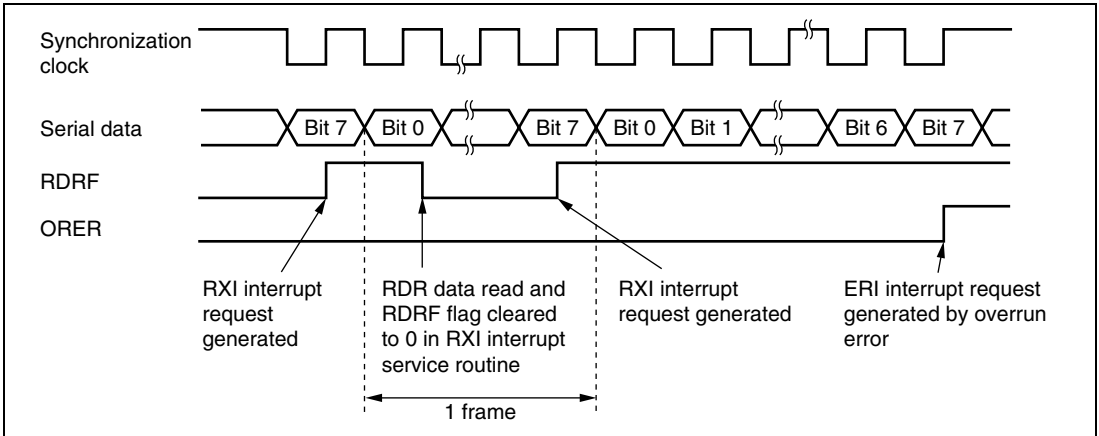 Synchronization
clock
Serial data
Bit 7 Bit 0 Bit 7 Bit 0 Bit 1 Bit 6 Bit 7
RDRF
ORER
RXI interrupt
request
generated
RDR data read and
RDRF flag cleared
to 0 in RXI interrupt
service routine
RXI interrupt
request generated
ERI interrupt request
generated by overrun
error
1 frame